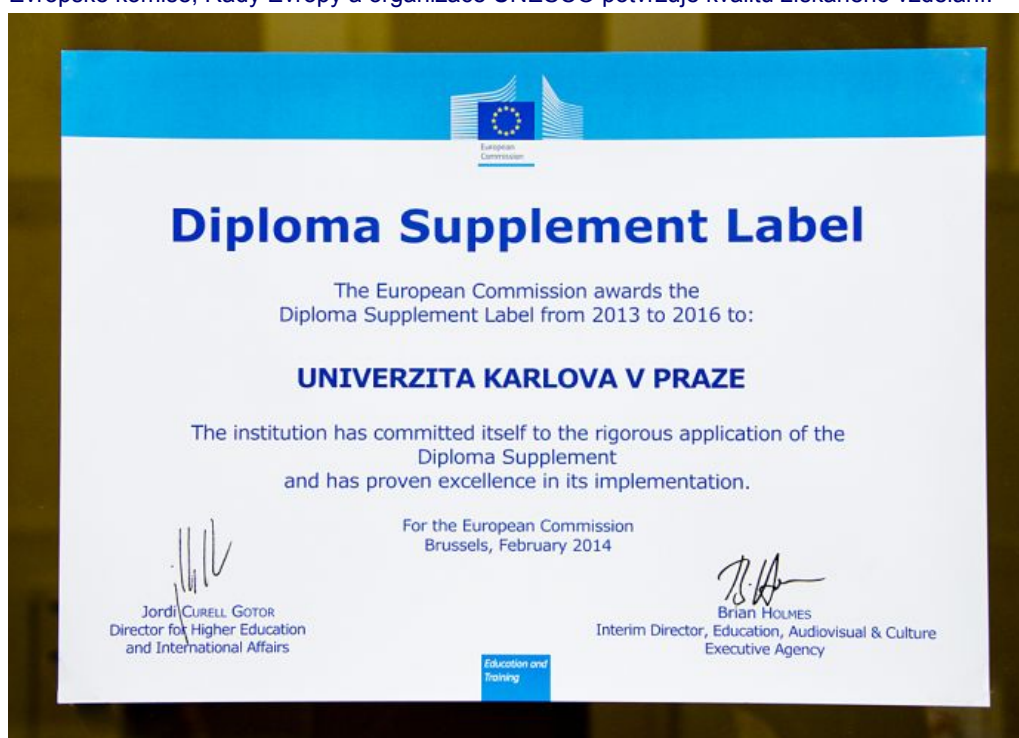 Evropské komise, Rady Evropy a organizace UNESCO potvrzuje kvalitu získaného vzdělání.
European
Commission
Diploma Supplement Label
The European Commission awards the
Diploma Supplement Label from 2013 to 2016 to:
UNIVERZITA KARLOVA V PRAZE
The institution has committed itself to the rigorous application of the
Diploma Supplement
and has proven excellence in its implementation.
For the European Commission
Brussels, February 2014
Jordi CURELL GOTOR
Director for Higher Education
and International Affairs
Brian HOLMES
Interim Director, Education, Audiovisual & Culture
Executive Agency
Education and
Training